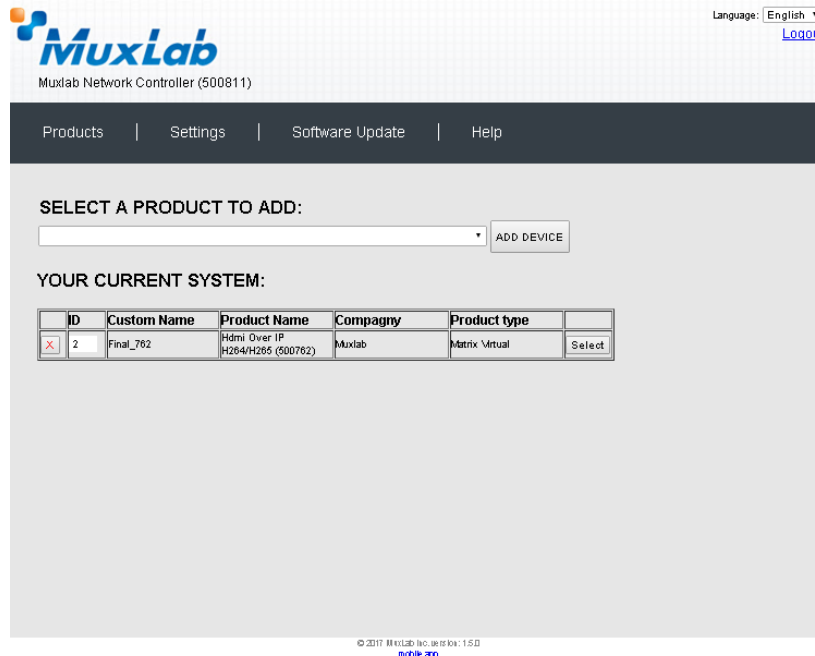 Language: English
Logou
MuxLab
Muxlab Network Controller (500811)
Products | Settings | Software Update | Help
SELECT A PRODUCT TO ADD:
ADD DEVICE
YOUR CURRENT SYSTEM:
ID Custom Name Product Name Compagny Product type
X 2 Final_762 Hdmi Over IP H264/H265 (500762) Muxlab Matrix Virtual Select
© 2017 MuxLab Inc. version: 1.5.0
mobile app